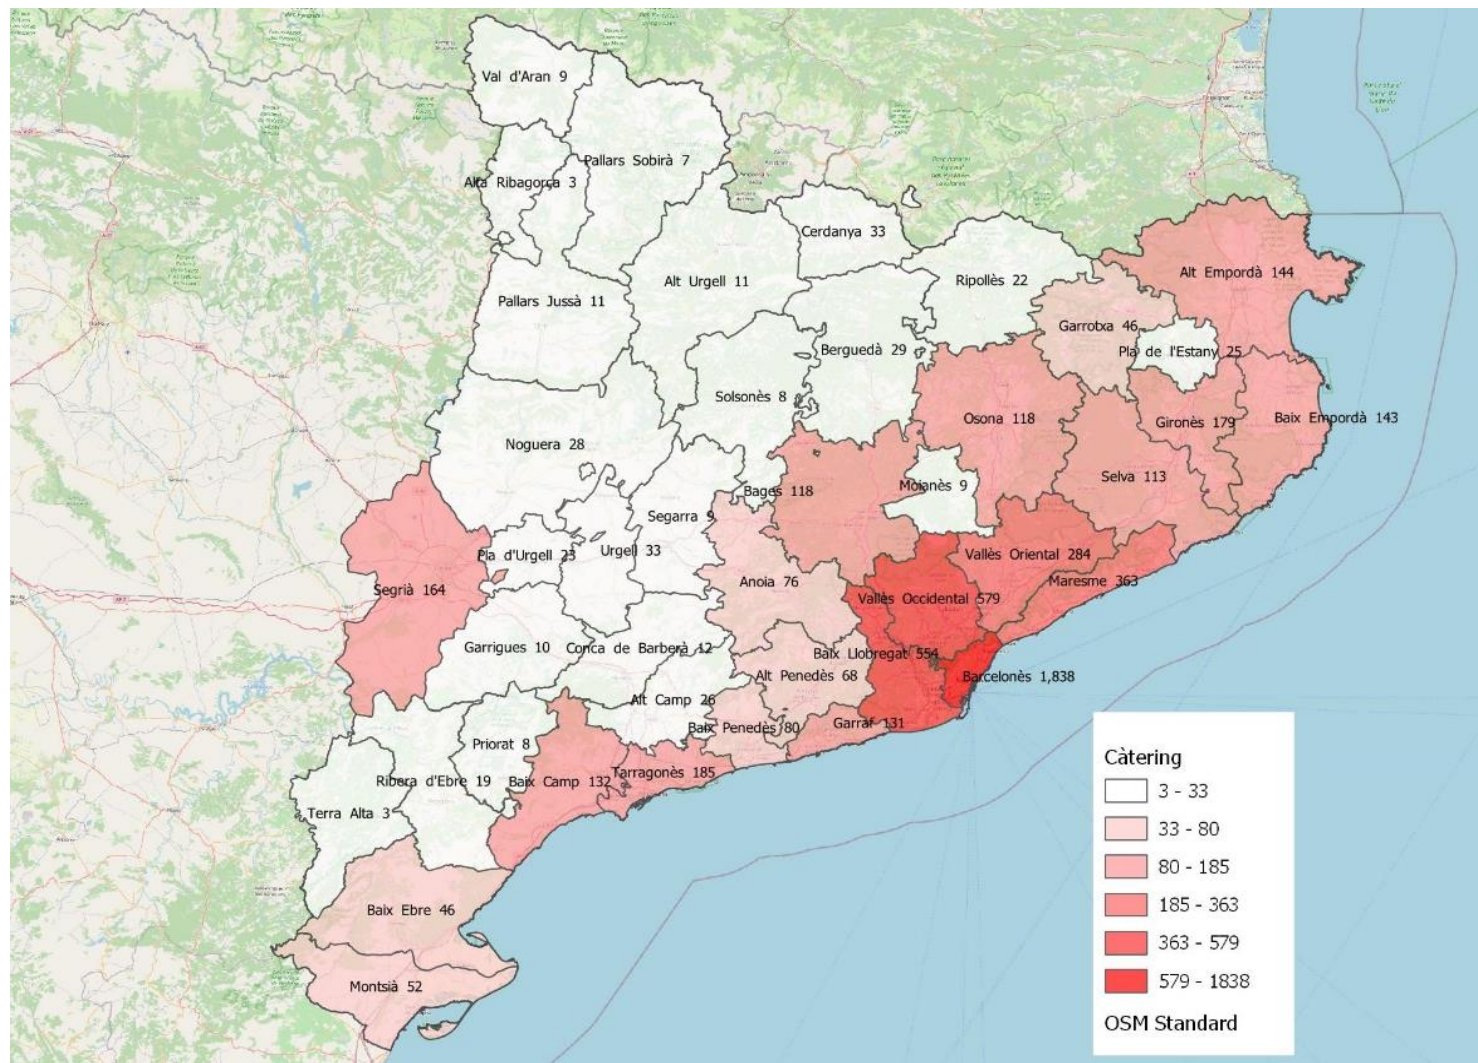 Val d'Aran 9
Pallars Sobirà 7
Alta Ribagorça 3
Cerdanya 33
Alt Urgell 11
Ripollès 22
Alt Empordà 144
Pallars Jussà 11
Garrotxa 46
Berguedà 29
Pla de l'Estany 25
Solsonès 8
Osona 118
Gironès 179
Baix Empordà 143
Noguera 28
Selva 113
Bages 118
Moianès 9
Segarra 9
Pla d'Urgell 23
Urgell 33
Vallès Oriental 284
Anoia 76
Maresme 363
Segrià 164
Vallès Occidental 579
Garrigues 10
Conca de Barberà 12
Baix Llobregat 554
Alt Penedès 68
Barcelonès 1,838
Alt Camp 26
Baix Penedès 80
Garraf 131
Priorat 8
Tarragonès 185
Ribera d'Ebre 19
Baix Camp 132
Terra Alta 3
Baix Ebre 46
Montsià 52
Càtering
3 - 33
33 - 80
80 - 185
185 - 363
363 - 579
579 - 1838
OSM Standard